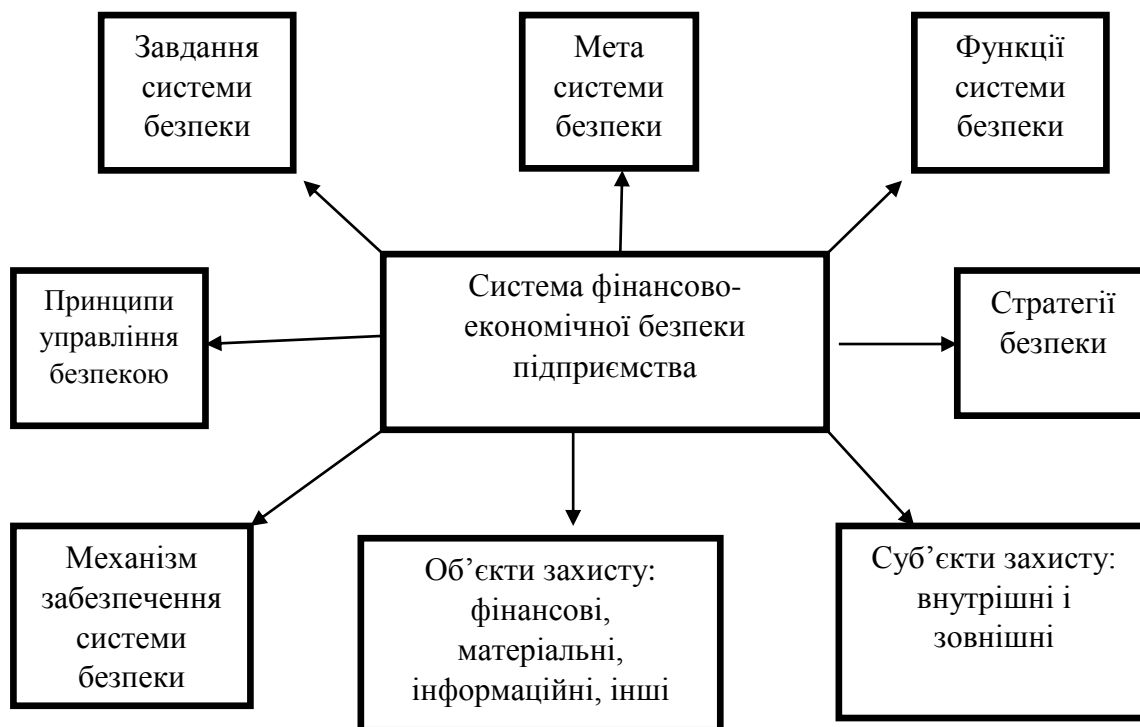 Завдання
системи
безпеки
Мета
системи
безпеки
Функції
системи
безпеки
Принципи
управління
безпекою
Система фінансово-
економічної безпеки
підприємства
Стратегії
безпеки
Механізм
забезпечення
системи
безпеки
Об’єкти захисту:
фінансові,
матеріальні,
інформаційні, інші
Суб’єкти захисту:
внутрішні і
зовнішні